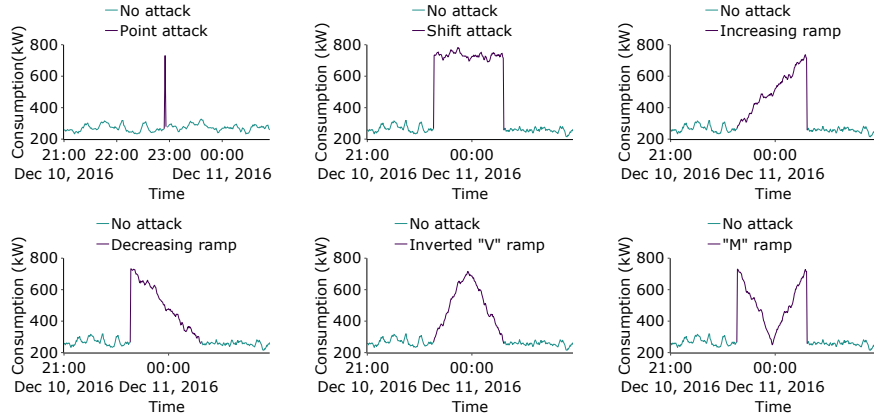 No attack
Point attack
Consumption(kW)
800
600
400
200
21:00 22:00 23:00 00:00
Dec 10, 2016 Dec 11, 2016
Time
No attack
Shift attack
Consumption (kW)
800
600
400
200
21:00 00:00
Dec 10, 2016 Dec 11, 2016
Time
No attack
Increasing ramp
Consumption (kW)
800
600
400
200
21:00 00:00
Dec 10, 2016 Dec 11, 2016
Time
No attack
Decreasing ramp
Consumption (kW)
800
600
400
200
21:00 00:00
Dec 10, 2016 Dec 11, 2016
Time
No attack
Inverted "V" ramp
Consumption (kW)
800
600
400
200
21:00 00:00
Dec 10, 2016 Dec 11, 2016
Time
No attack
"M" ramp
Consumption (kW)
800
600
400
200
21:00 00:00
Dec 10, 2016 Dec 11, 2016
Time